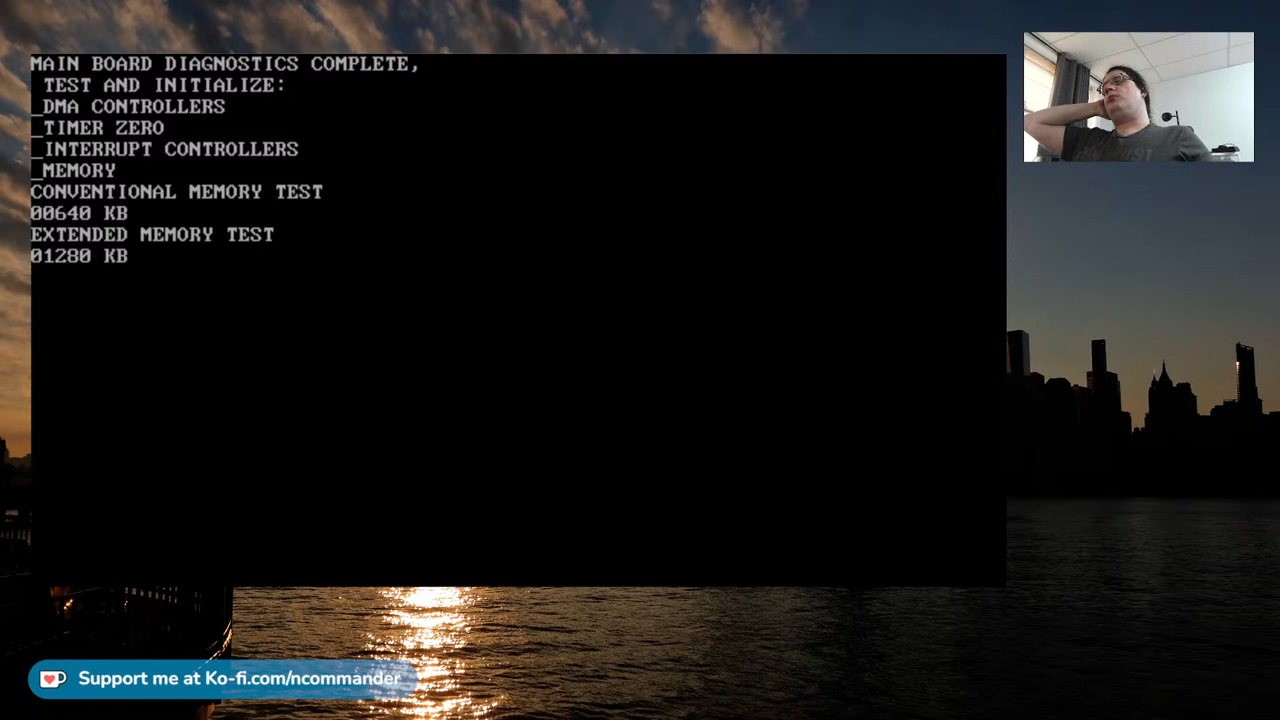 MAIN BOARD DIAGNOSTICS COMPLETE,
TEST AND INITIALIZE:
_DMA CONTROLLERS
_TIMER ZERO
_INTERRUPT CONTROLLERS
_MEMORY
CONVENTIONAL MEMORY TEST
00640 KB
EXTENDED MEMORY TEST
01280 KB
Support me at Ko-fi.com/ncommander